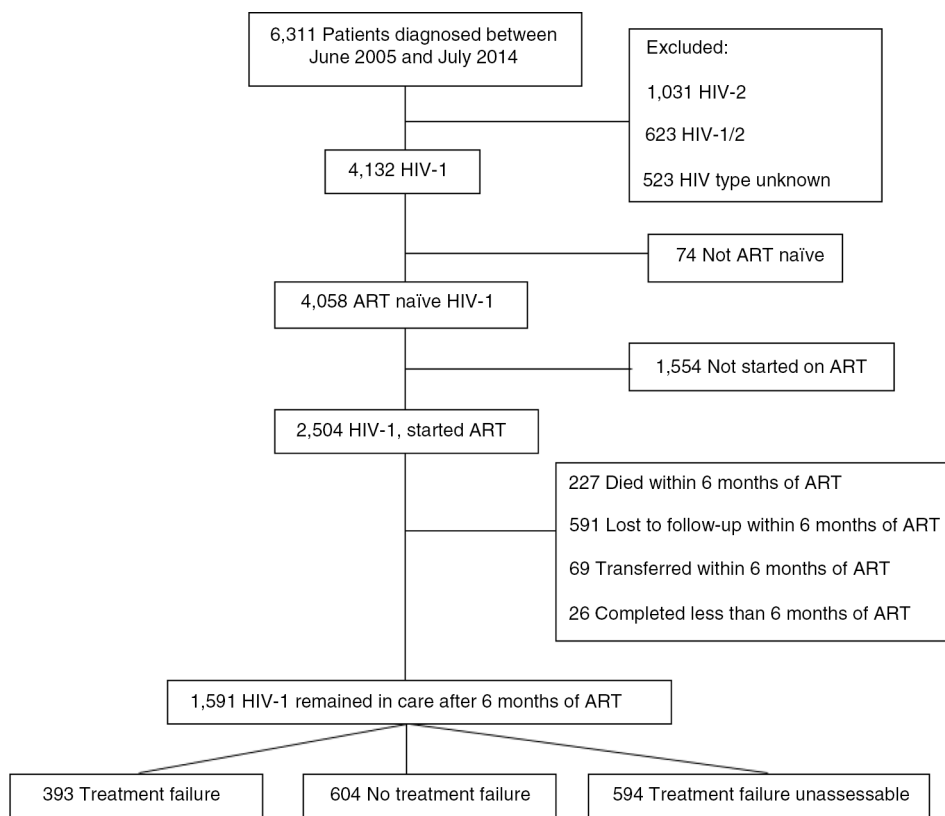 6,311 Patients diagnosed between
June 2005 and July 2014
Excluded:
1,031 HIV-2
623 HIV-1/2
523 HIV type unknown
4,132 HIV-1
74 Not ART naïve
4,058 ART naïve HIV-1
1,554 Not started on ART
2,504 HIV-1, started ART
227 Died within 6 months of ART
591 Lost to follow-up within 6 months of ART
69 Transferred within 6 months of ART
26 Completed less than 6 months of ART
1,591 HIV-1 remained in care after 6 months of ART
393 Treatment failure
604 No treatment failure
594 Treatment failure unassessable